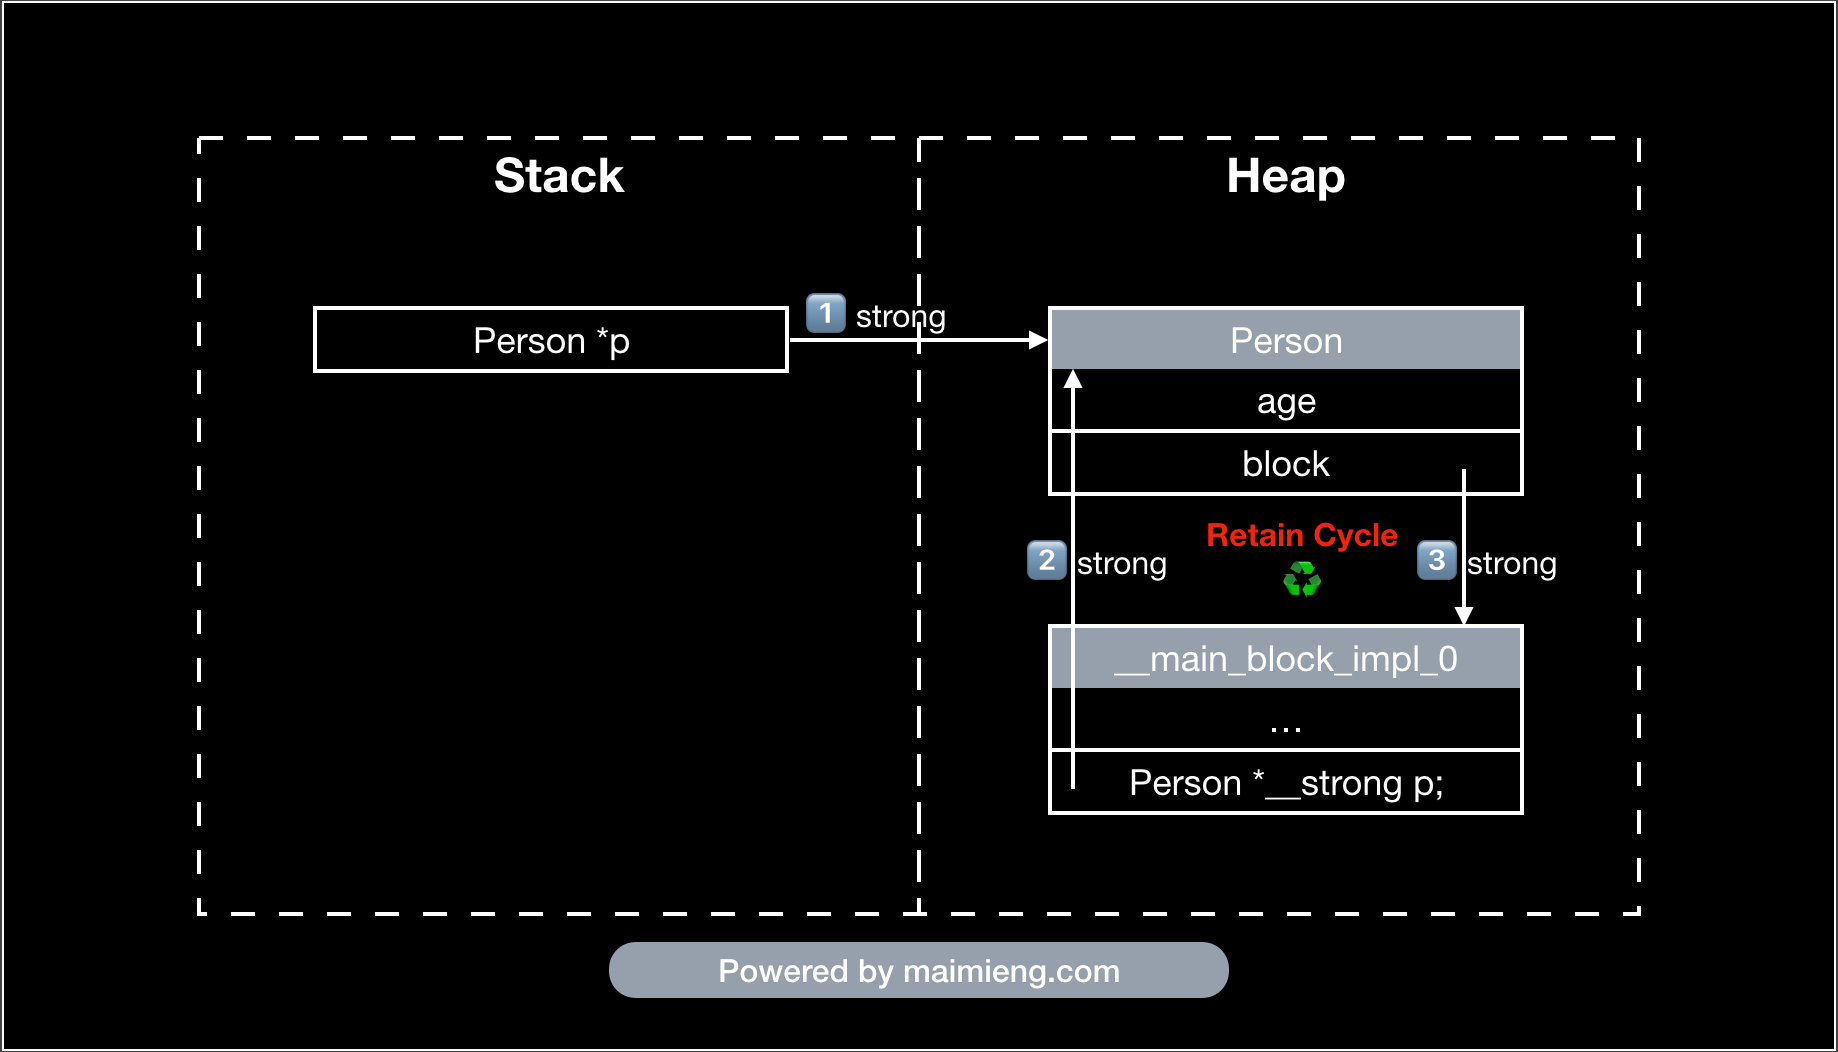 Stack
Heap
Person *p
1 strong
Person
age
block
Retain Cycle
2 strong
3 strong
__main_block_impl_0
...
Person *__strong p;
Powered by maimieng.com